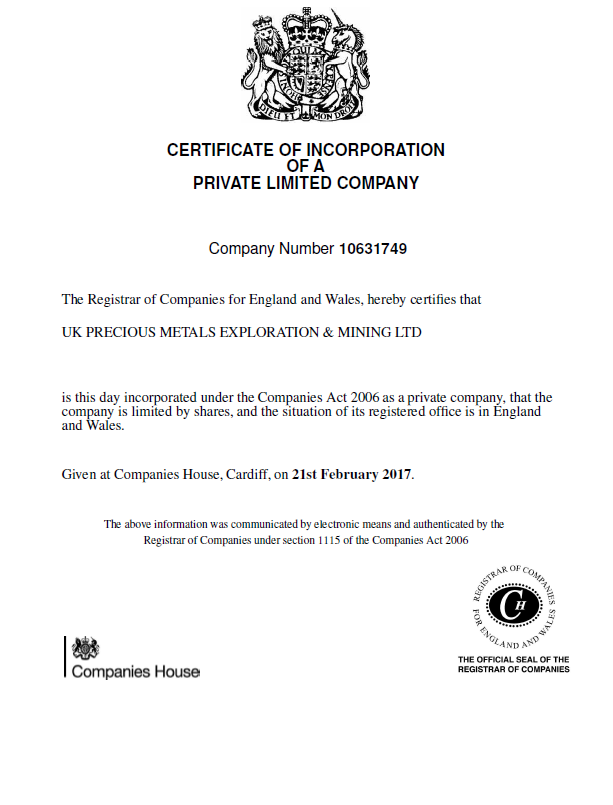 QUI MAL Y PENSE
DIEU ET MON DROIT
CERTIFICATE OF INCORPORATION
OF A
PRIVATE LIMITED COMPANY
Company Number 10631749
The Registrar of Companies for England and Wales, hereby certifies that
UK PRECIOUS METALS EXPLORATION & MINING LTD
is this day incorporated under the Companies Act 2006 as a private company, that the
company is limited by shares, and the situation of its registered office is in England
and Wales.
Given at Companies House, Cardiff, on 21st February 2017.
The above information was communicated by electronic means and authenticated by the
Registrar of Companies under section 1115 of the Companies Act 2006
REGISTRAR OF COMPANIES
FOR ENGLAND AND WALES
CH
THE OFFICIAL SEAL OF THE
REGISTRAR OF COMPANIES
Companies House